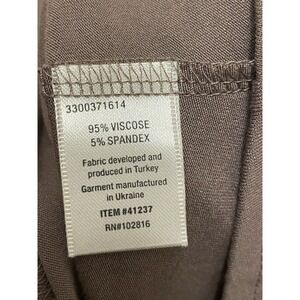 3300371614
95% VISCOSE
5% SPANDEX
Fabric developed and
produced in Turkey
Garment manufactured
in Ukraine
ITEM #41237
RN#102816